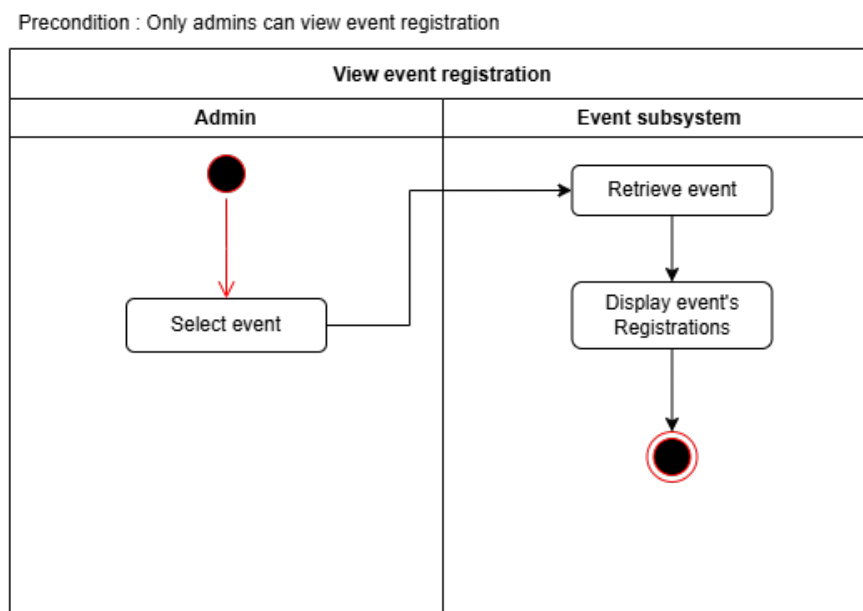 Precondition : Only admins can view event registration
View event registration
Admin
Event subsystem
Retrieve event
Select event
Display event's
Registrations